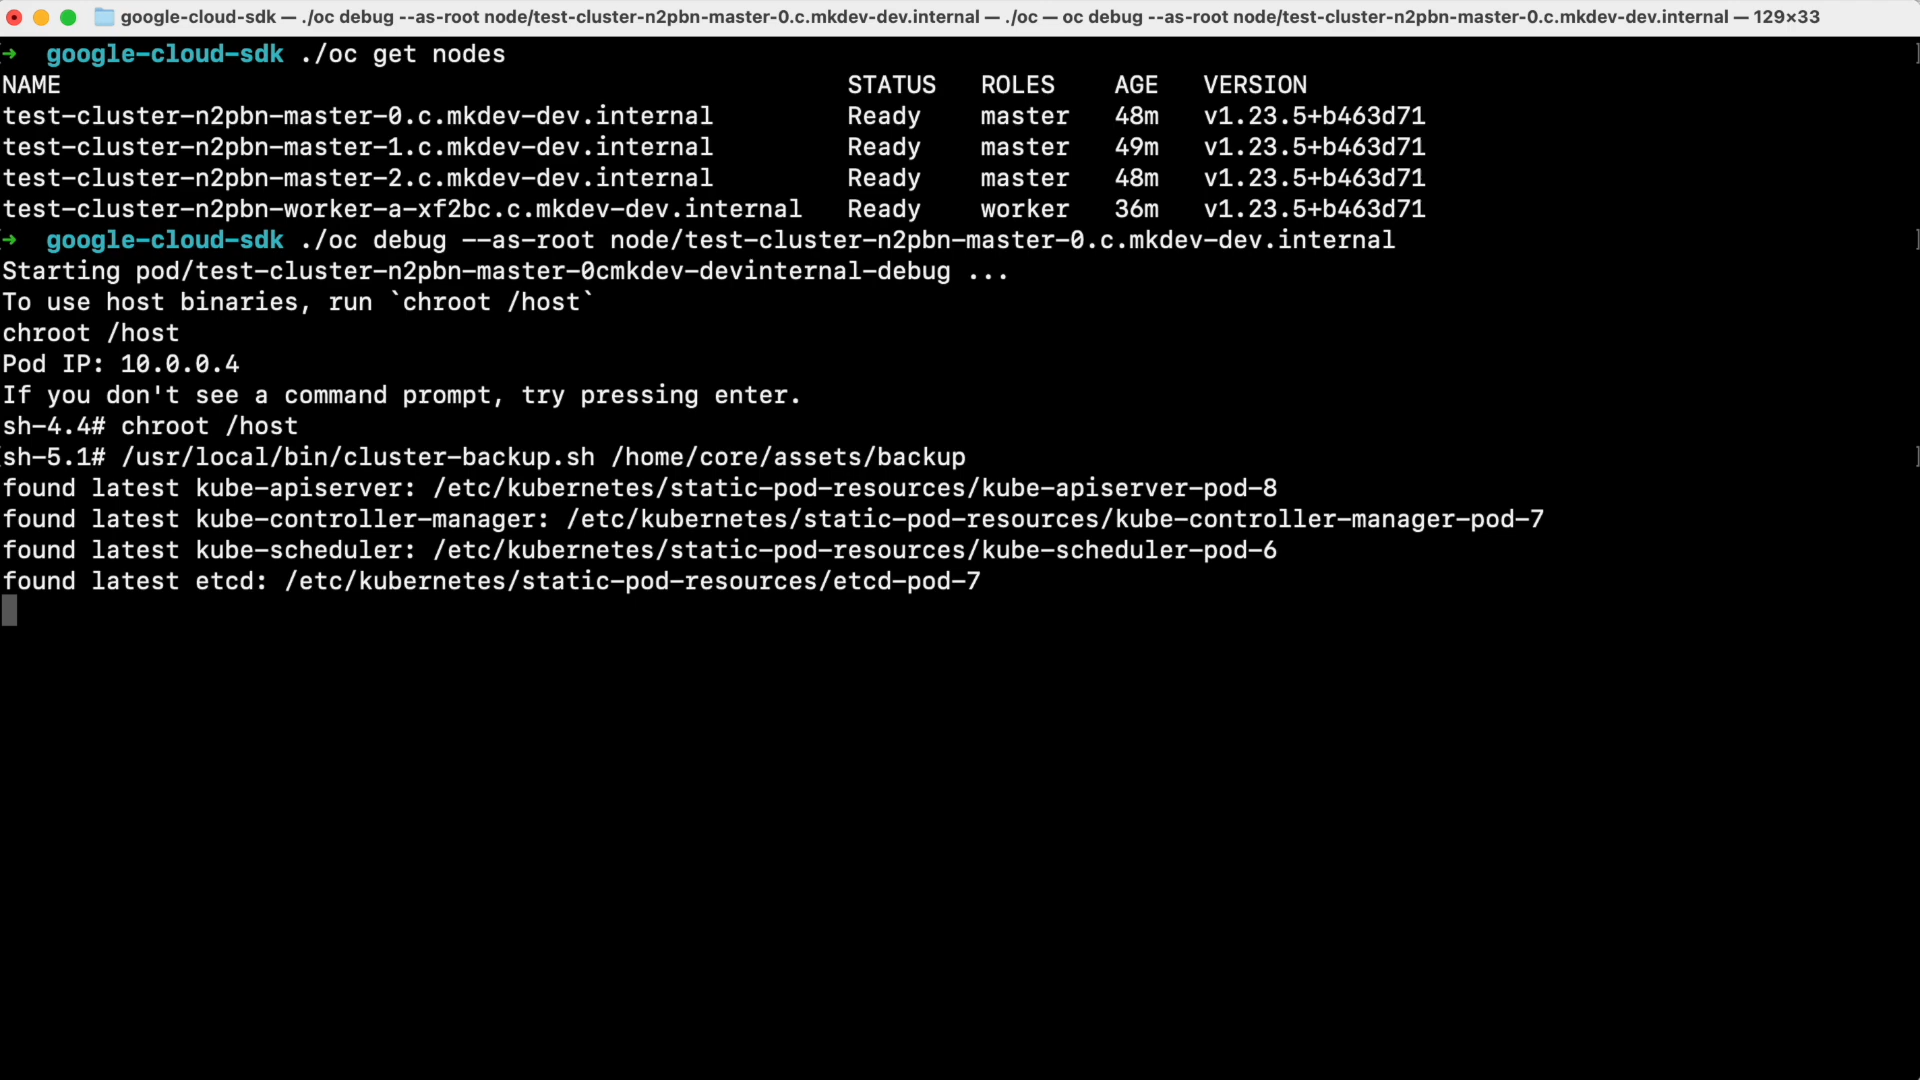 google-cloud-sdk — ./oc debug --as-root node/test-cluster-n2pbn-master-0.c.mkdev-dev.internal — ./oc — oc debug --as-root node/test-cluster-n2pbn-master-0.c.mkdev-dev.internal — 129×33
→ google-cloud-sdk ./oc get nodes
NAME STATUS ROLES AGE VERSION
test-cluster-n2pbn-master-0.c.mkdev-dev.internal Ready master 48m v1.23.5+b463d71
test-cluster-n2pbn-master-1.c.mkdev-dev.internal Ready master 49m v1.23.5+b463d71
test-cluster-n2pbn-master-2.c.mkdev-dev.internal Ready master 48m v1.23.5+b463d71
test-cluster-n2pbn-worker-a-xf2bc.c.mkdev-dev.internal Ready worker 36m v1.23.5+b463d71
→ google-cloud-sdk ./oc debug --as-root node/test-cluster-n2pbn-master-0.c.mkdev-dev.internal
Starting pod/test-cluster-n2pbn-master-0cmkdev-devinternal-debug ...
To use host binaries, run `chroot /host`
chroot /host
Pod IP: 10.0.0.4
If you don't see a command prompt, try pressing enter.
sh-4.4# chroot /host
sh-5.1# /usr/local/bin/cluster-backup.sh /home/core/assets/backup
found latest kube-apiserver: /etc/kubernetes/static-pod-resources/kube-apiserver-pod-8
found latest kube-controller-manager: /etc/kubernetes/static-pod-resources/kube-controller-manager-pod-7
found latest kube-scheduler: /etc/kubernetes/static-pod-resources/kube-scheduler-pod-6
found latest etcd: /etc/kubernetes/static-pod-resources/etcd-pod-7